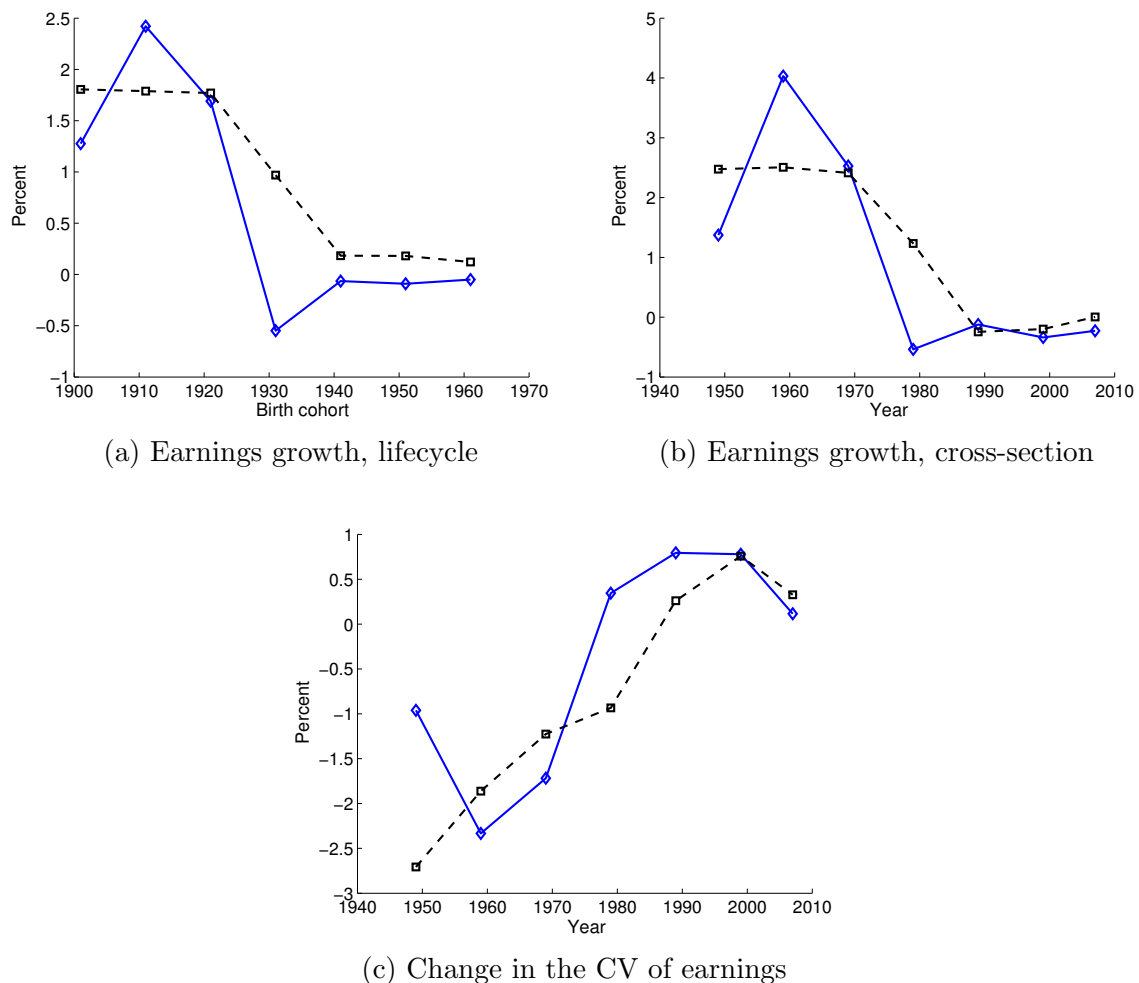 2.5
2
1.5
1
0.5
0
−0.5
−1
Percent
1900 1910 1920 1930 1940 1950 1960 1970
Birth cohort
(a) Earnings growth, lifecycle
5
4
3
2
1
0
−1
Percent
1940 1950 1960 1970 1980 1990 2000 2010
Year
(b) Earnings growth, cross-section
1
0.5
0
−0.5
−1
−1.5
−2
−2.5
−3
Percent
1940 1950 1960 1970 1980 1990 2000 2010
Year
(c) Change in the CV of earnings